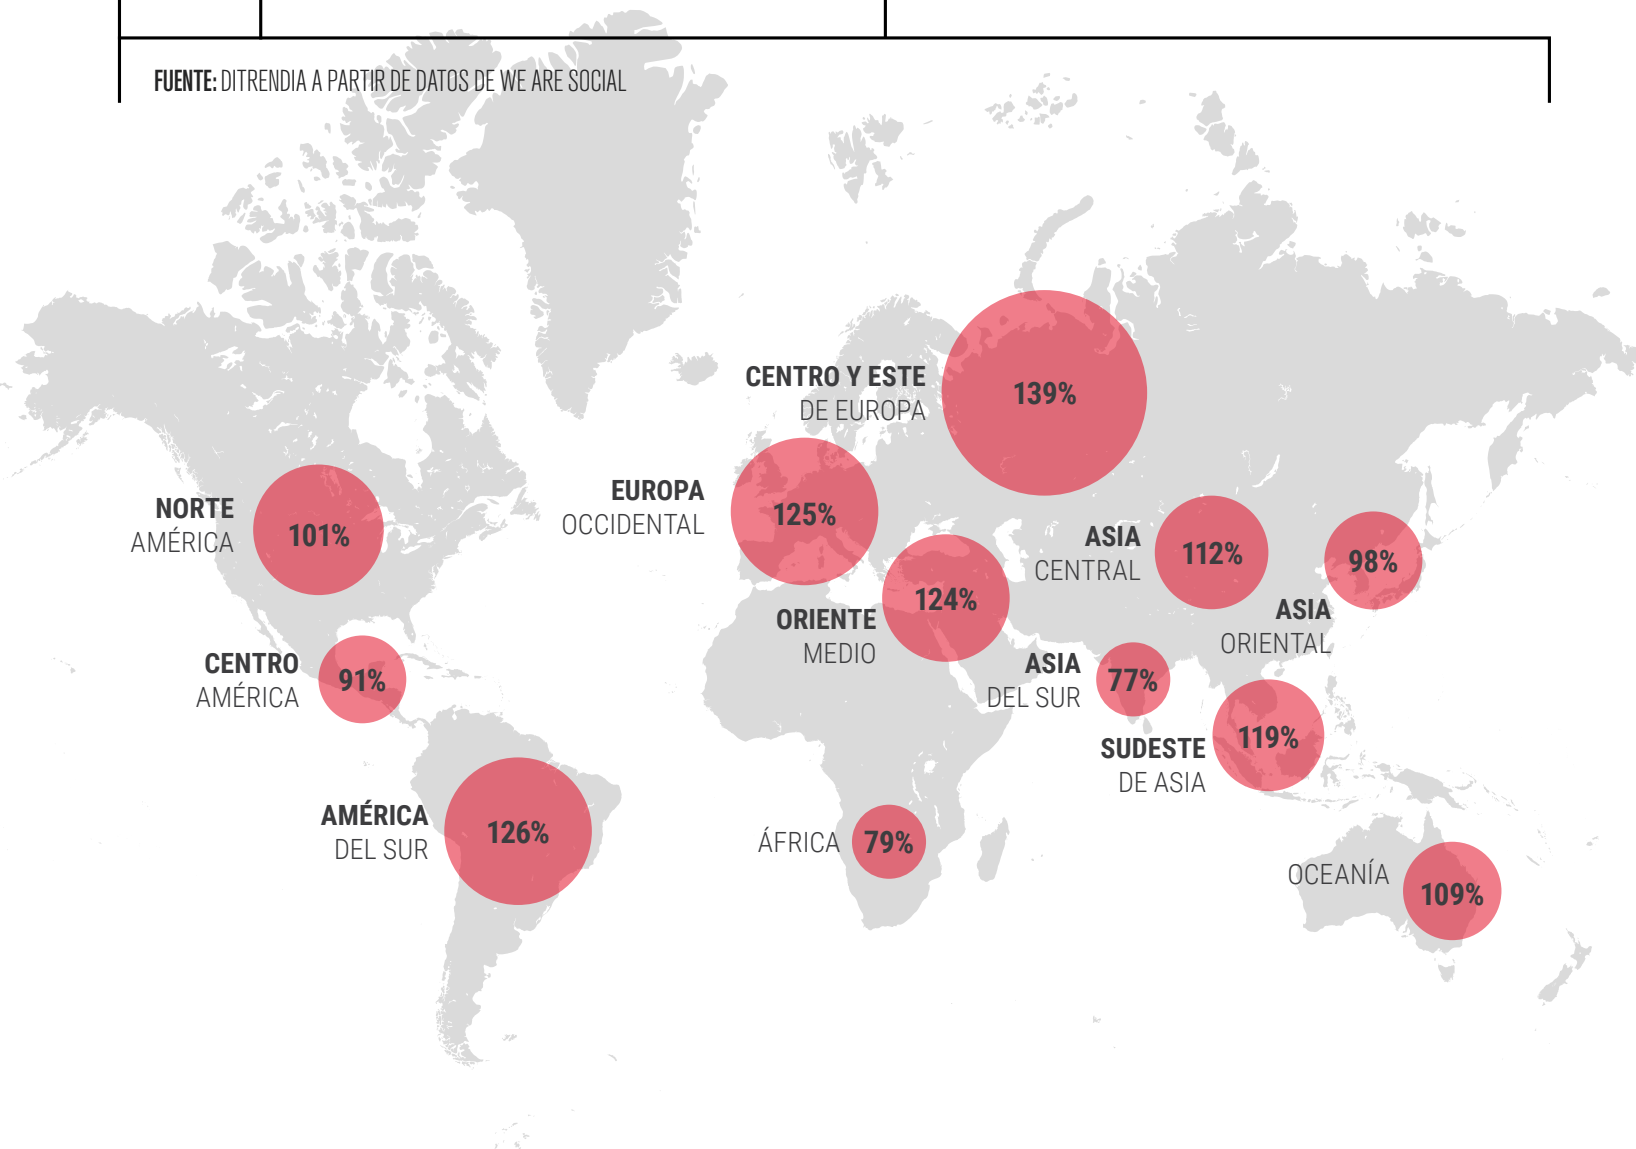 FUENTE: DITRENDIA A PARTIR DE DATOS DE WE ARE SOCIAL
CENTRO Y ESTE
DE EUROPA
139%
EUROPA
OCCIDENTAL
125%
NORTE
AMÉRICA
101%
ASIA
CENTRAL
112%
98%
ASIA
ORIENTAL
ORIENTE
MEDIO
124%
CENTRO
AMÉRICA
91%
ASIA
DEL SUR
77%
SUDESTE
DE ASIA
119%
AMÉRICA
DEL SUR
126%
ÁFRICA
79%
OCEANÍA
109%